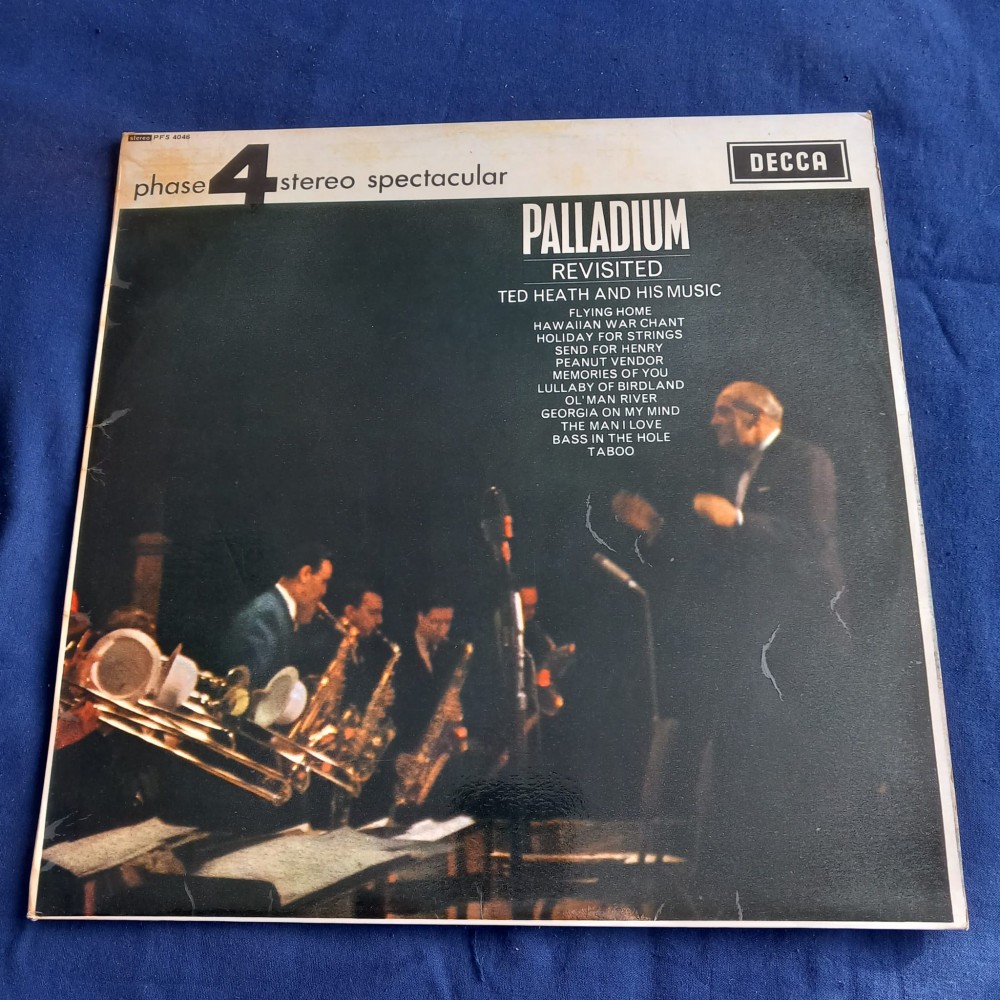 stereo PFS 4046
phase 4 stereo spectacular
DECCA
PALLADIUM
REVISITED
TED HEATH AND HIS MUSIC
FLYING HOME
HAWAIIAN WAR CHANT
HOLIDAY FOR STRINGS
SEND FOR HENRY
PEANUT VENDOR
MEMORIES OF YOU
LULLABY OF BIRDLAND
OL' MAN RIVER
GEORGIA ON MY MIND
THE MAN I LOVE
BASS IN THE HOLE
TABOO